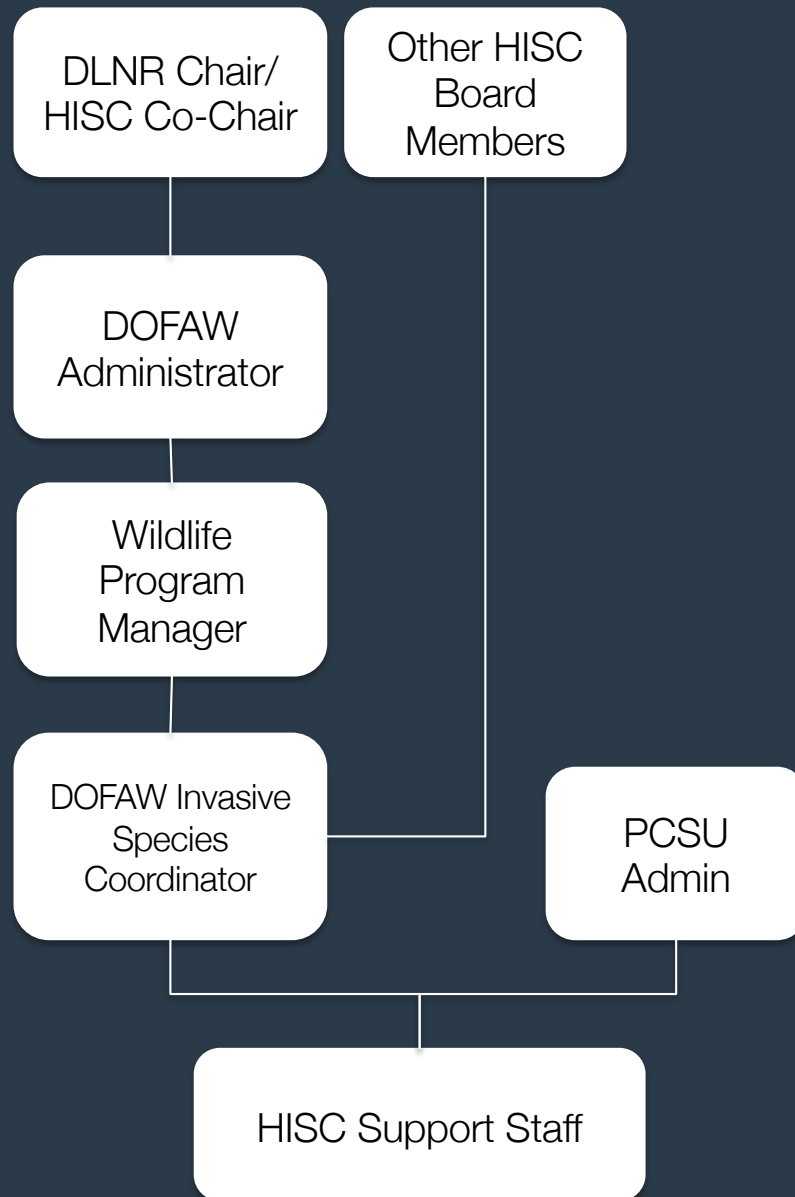 DLNR Chair/
HISC Co-Chair
Other HISC
Board
Members
DOFAW
Administrator
Wildlife
Program
Manager
DOFAW Invasive
Species
Coordinator
PCSU
Admin
HISC Support Staff